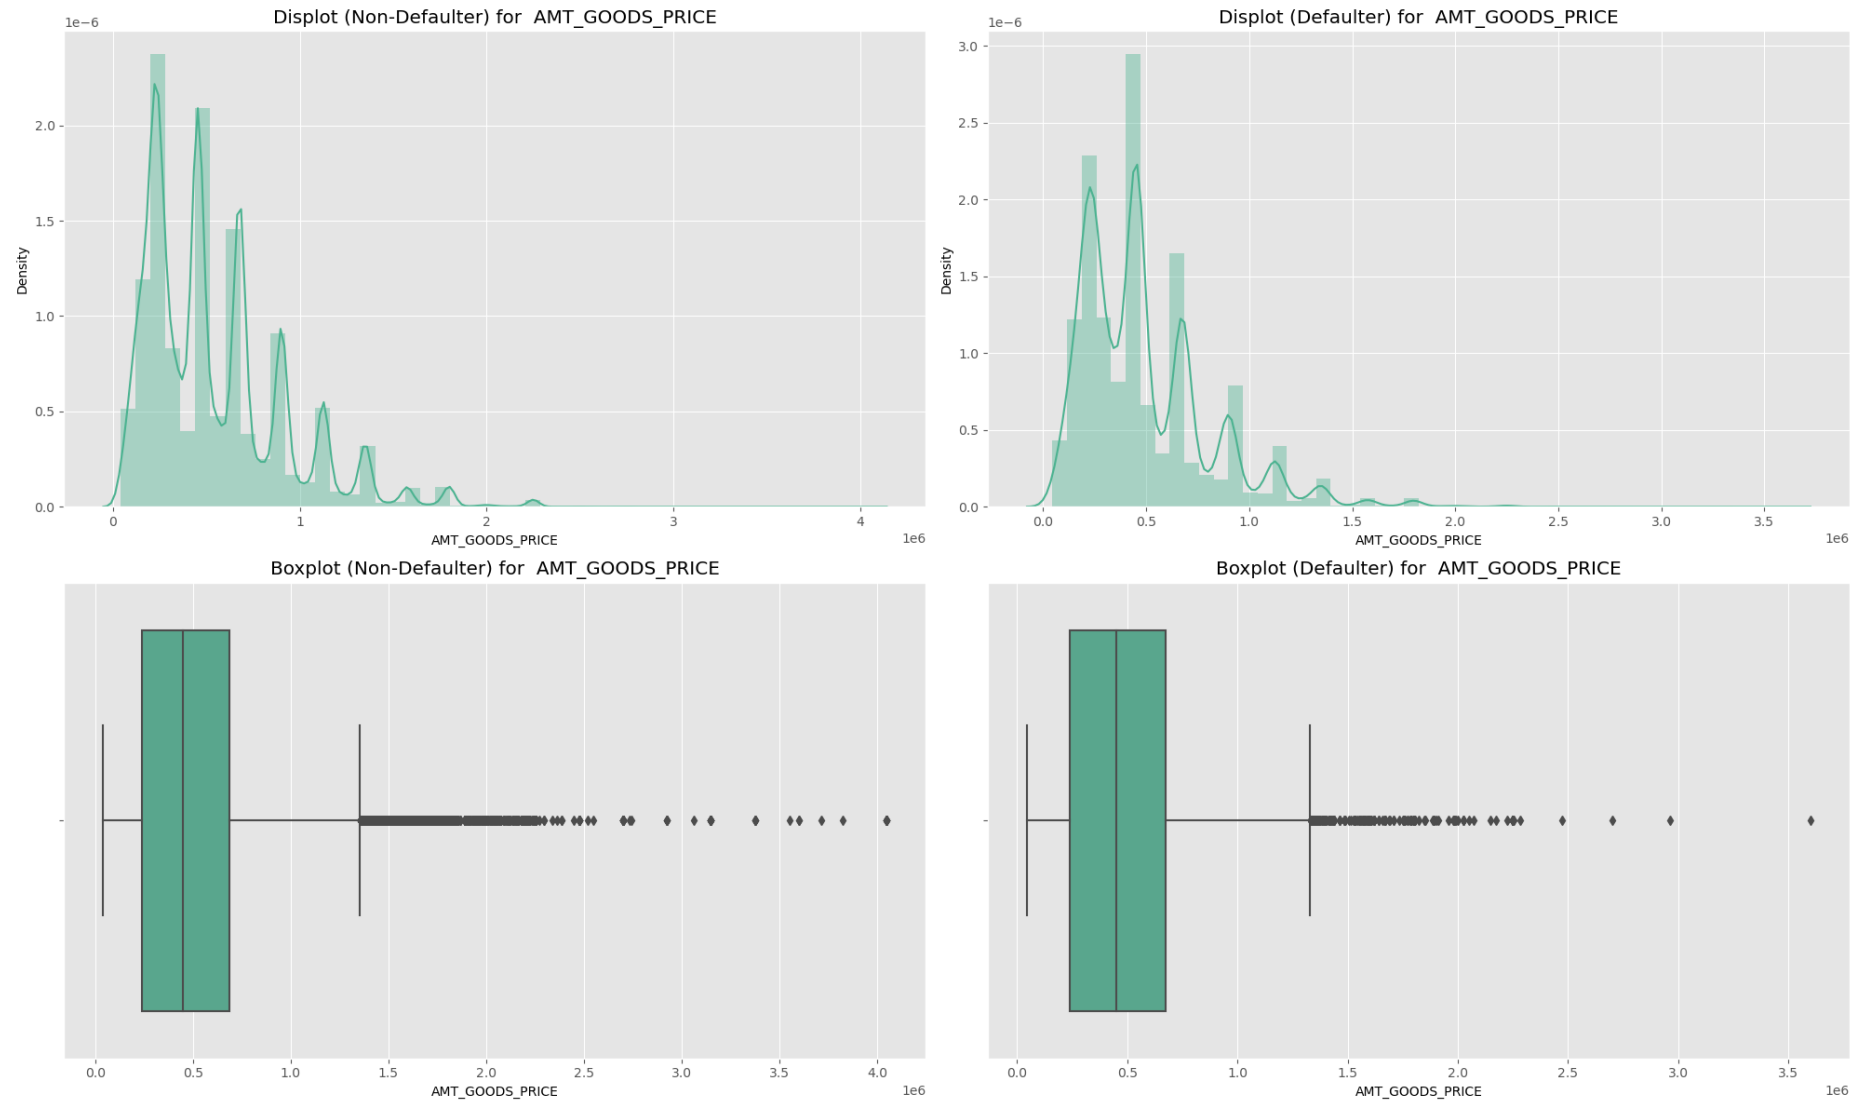 Displot (Non-Defaulter) for  AMT_GOODS_PRICE
1e−6
2.0
1.5
1.0
0.5
0.0
Density
0 1 2 3 4
1e6
AMT_GOODS_PRICE
Displot (Defaulter) for  AMT_GOODS_PRICE
1e−6
3.0
2.5
2.0
1.5
1.0
0.5
0.0
Density
0.0 0.5 1.0 1.5 2.0 2.5 3.0 3.5
1e6
AMT_GOODS_PRICE
Boxplot (Non-Defaulter) for  AMT_GOODS_PRICE
0.0 0.5 1.0 1.5 2.0 2.5 3.0 3.5 4.0
1e6
AMT_GOODS_PRICE
Boxplot (Defaulter) for  AMT_GOODS_PRICE
0.0 0.5 1.0 1.5 2.0 2.5 3.0 3.5
1e6
AMT_GOODS_PRICE